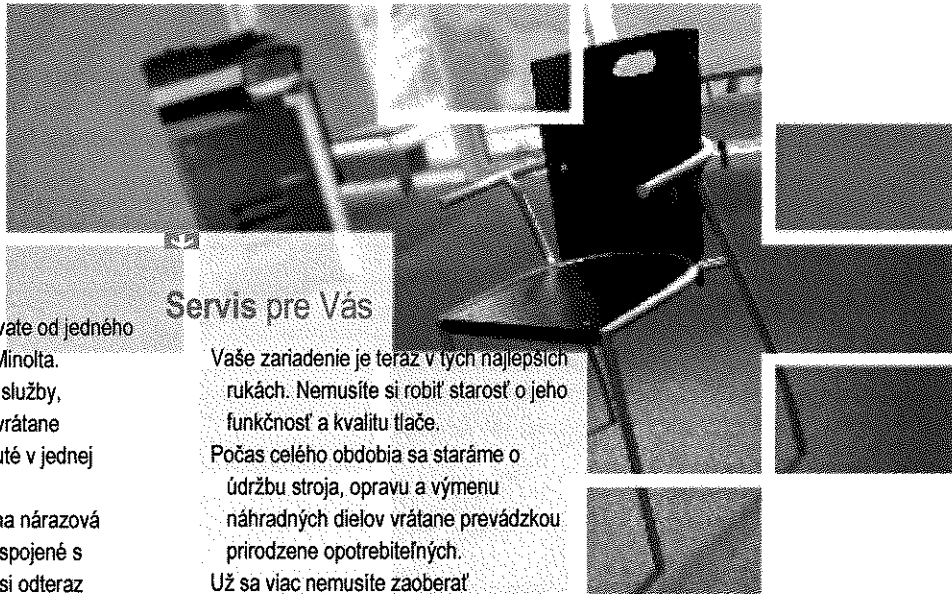 vate od jedného
Minolta.
služby,
vrátane
uté v jednej
na nárazová
spojené s
si odteraz
Servis pre Vás
Vaše zariadenie je teraz v tých najlepších
rukách. Nemusíte si robiť starosť o jeho
funkčnosť a kvalitu tlače.
Počas celého obdobia sa staráme o
údržbu stroja, opravu a výmenu
náhradných dielov vrátane prevádzkou
prirodzene opotrebiteľných.
Už sa viac nemusíte zaoberať